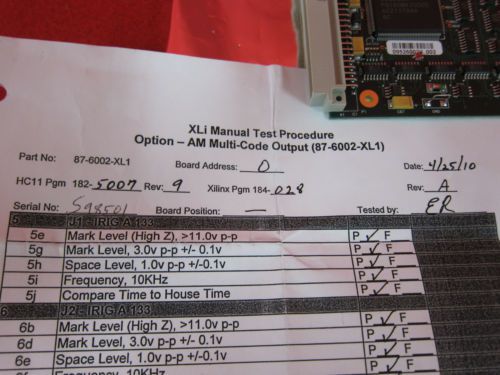 XLi Manual Test Procedure
Option – AM Multi-Code Output (87-6002-XL1)
Part No: 87-6002-XL1 Board Address: 0 Date: 4/25/10
HC11 Pgm 182-5007 Rev: 9 Xilinx Pgm 184-028 Rev: A
Serial No: S98501 Board Position: — Tested by: ER
5 J1- IRIG A 133
5e Mark Level (High Z), >11.0v p-p P ✓ F
5g Mark Level, 3.0v p-p +/- 0.1v P ✓ F
5h Space Level, 1.0v p-p +/- 0.1v P ✓ F
5i Frequency, 10KHz P ✓ F
5j Compare Time to House Time P ✓ F
6 J2- IRIG A 133
6b Mark Level (High Z), >11.0v p-p P ✓ F
6d Mark Level, 3.0v p-p +/-0.1v P ✓ F
6e Space Level, 1.0v p-p +/-0.1v P ✓ F